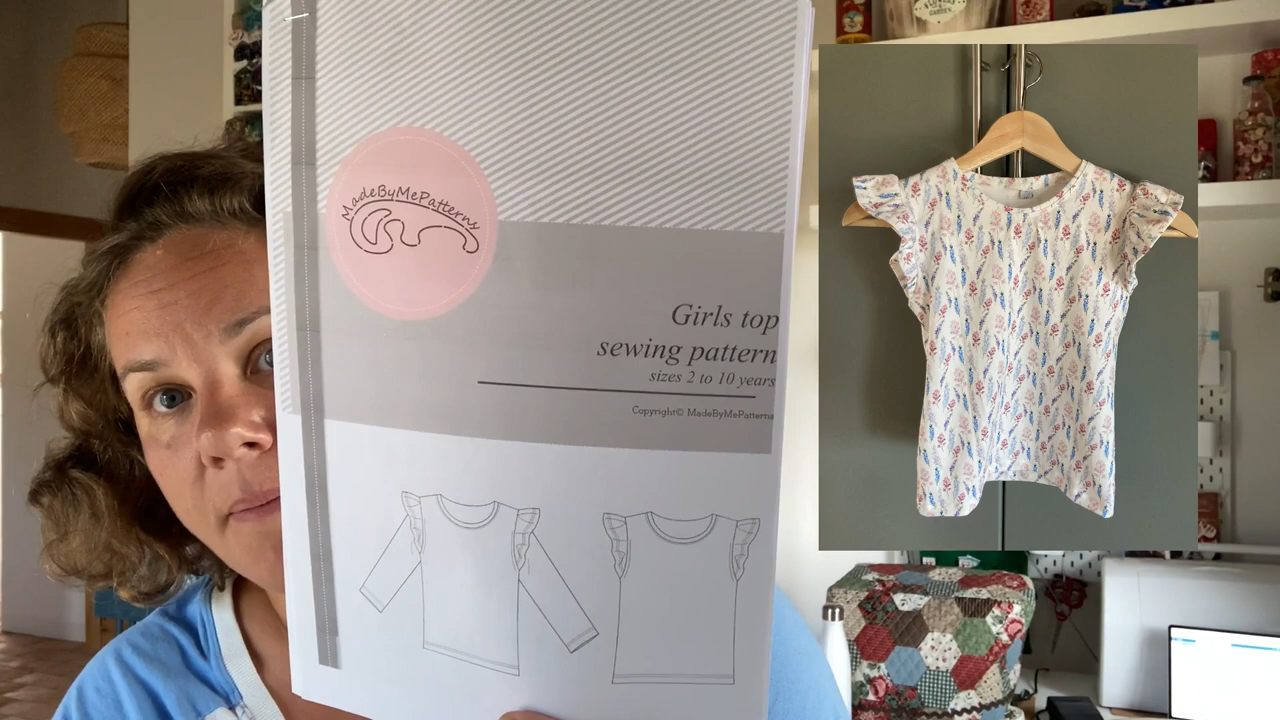 MadeByMePatterns
Girls top
sewing pattern
sizes 2 to 10 years
Copyright© MadeByMePatterns